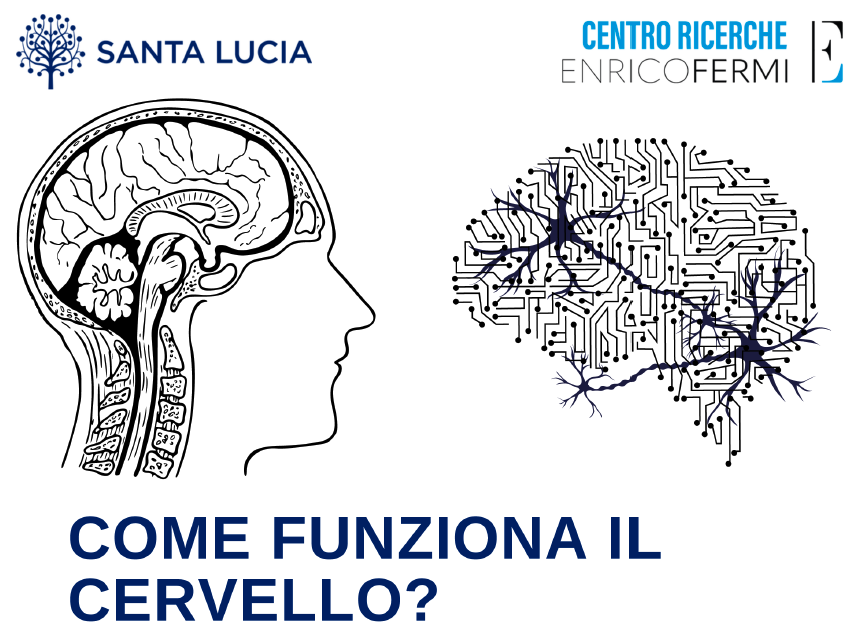 SANTA LUCIA
CENTRO RICERCHE
ENRICOFERMI
E
COME FUNZIONA IL
CERVELLO?